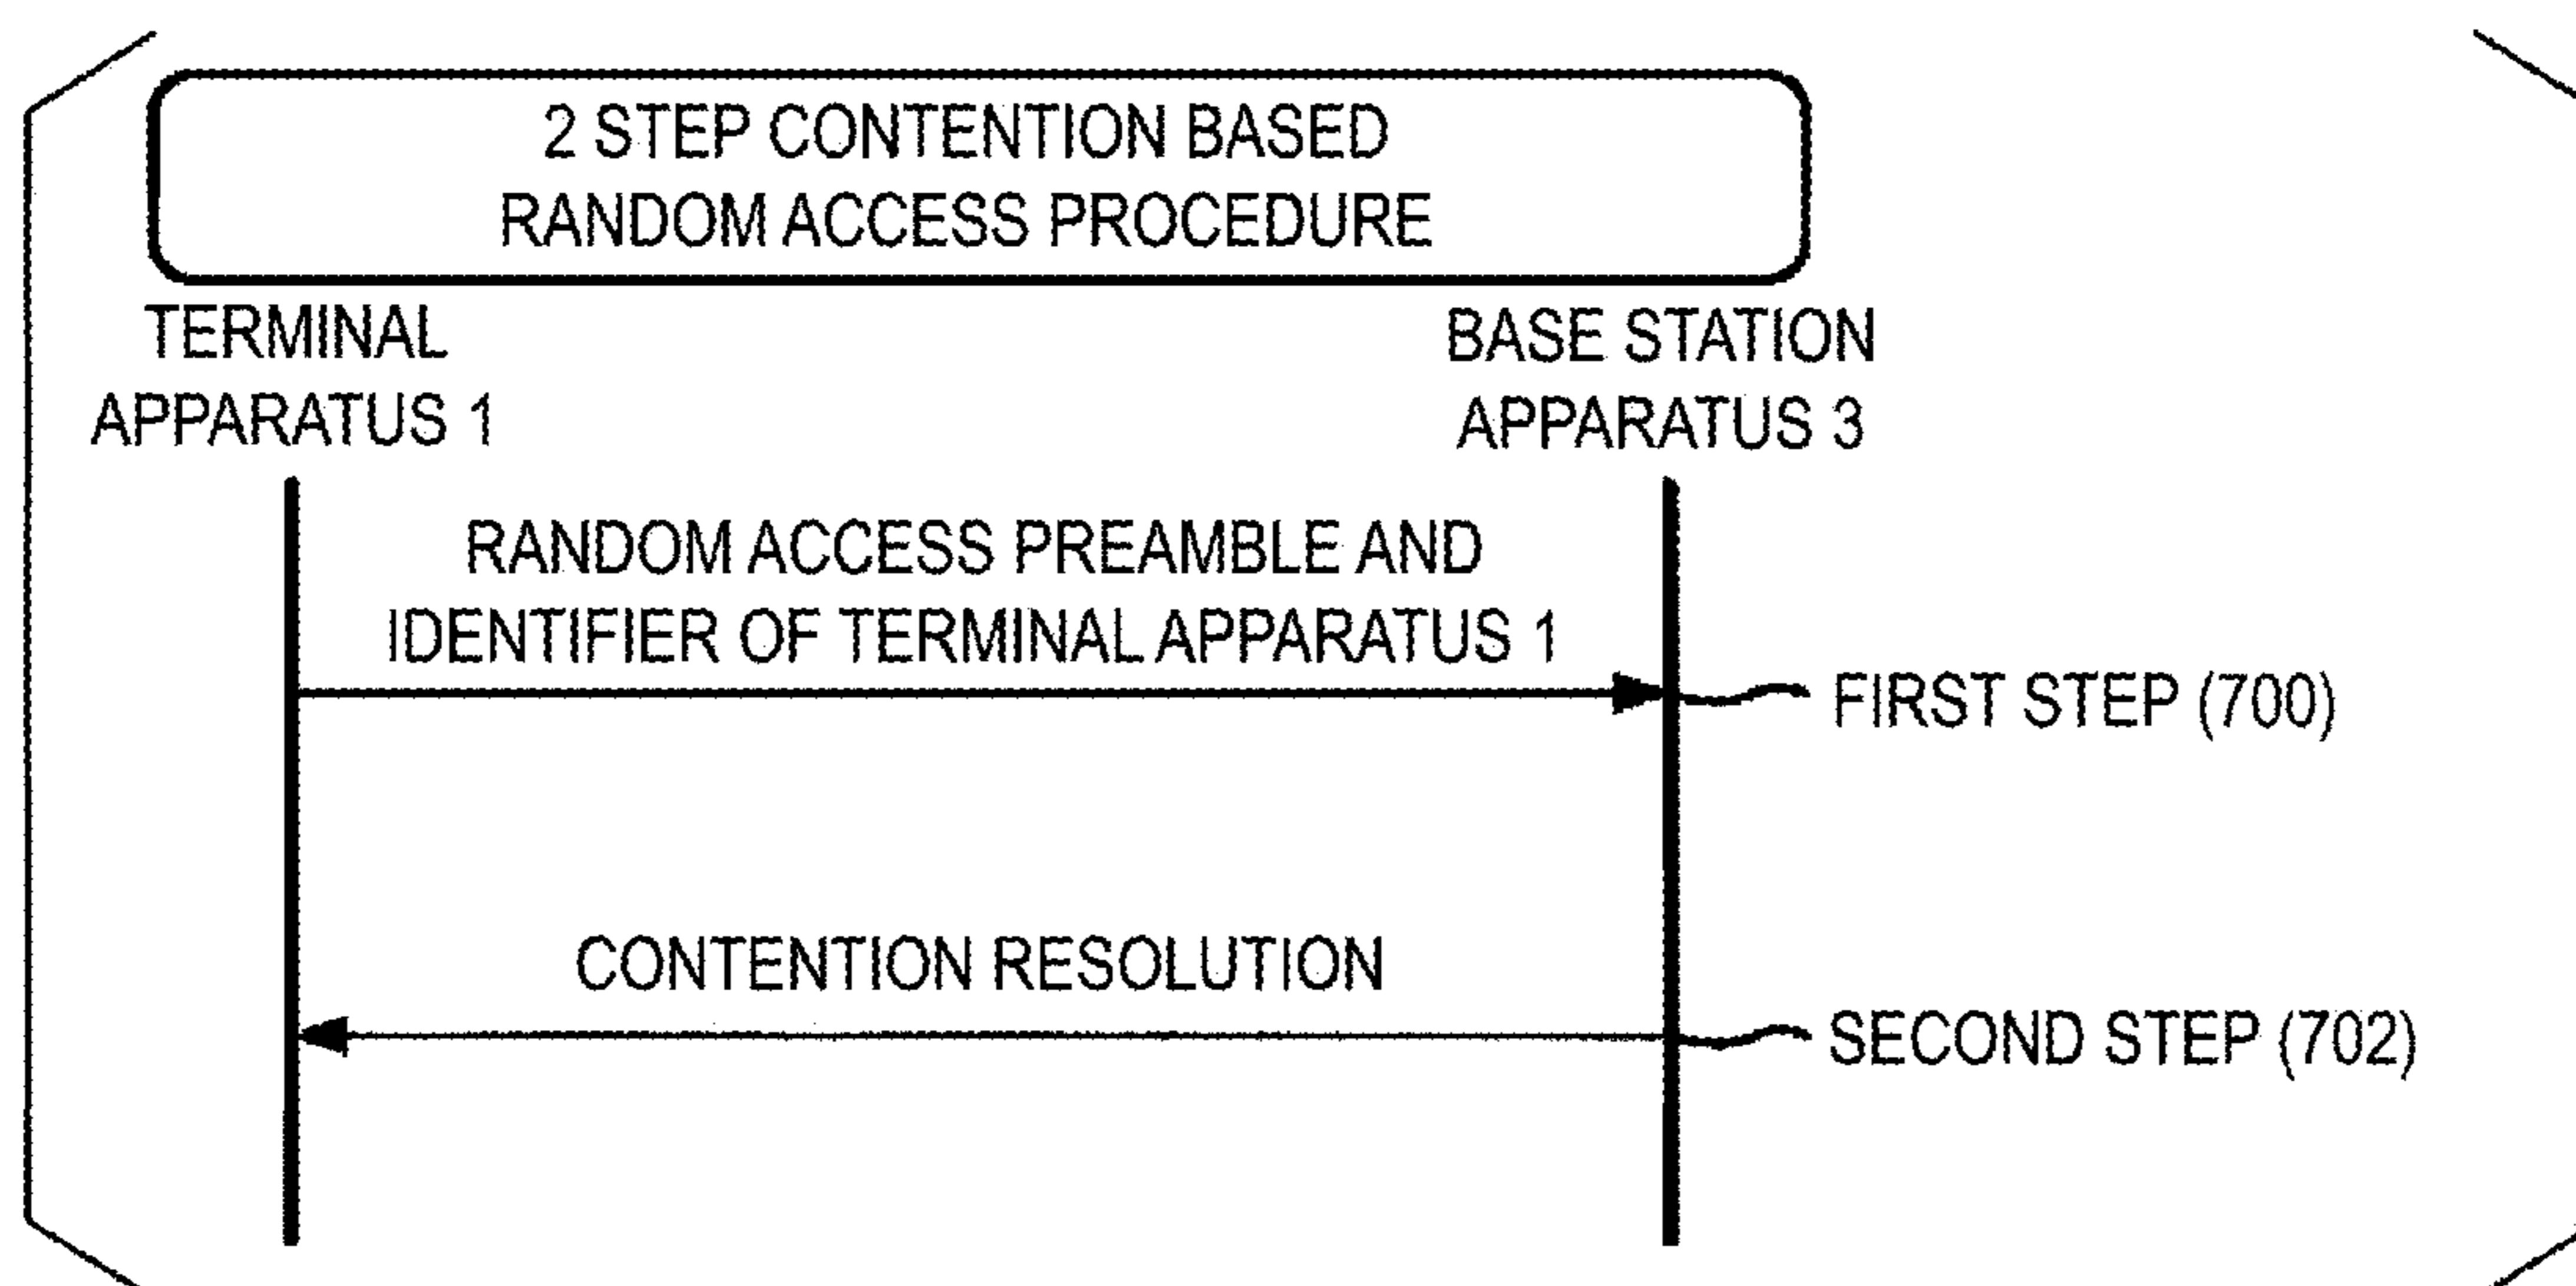 2 STEP CONTENTION BASED
RANDOM ACCESS PROCEDURE
TERMINAL
APPARATUS 1
BASE STATION
APPARATUS 3
RANDOM ACCESS PREAMBLE AND
IDENTIFIER OF TERMINAL APPARATUS 1
FIRST STEP (700)
CONTENTION RESOLUTION
SECOND STEP (702)